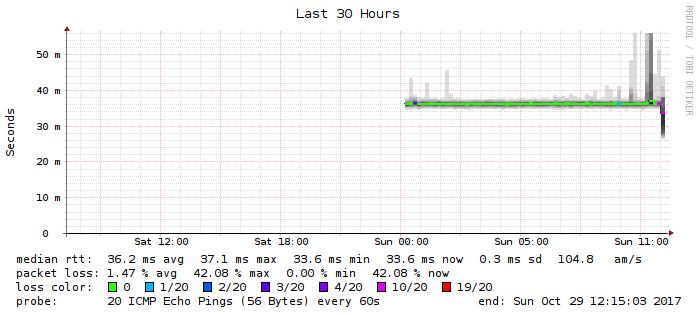 Last 30 Hours
RRDTOOL / TOBI OETIKER
Seconds
50 m
40 m
30 m
20 m
10 m
0
Sat 12:00 Sat 18:00 Sun 00:00 Sun 05:00 Sun 11:00
median rtt: 36.2 ms avg 37.1 ms max 33.6 ms min 33.6 ms now 0.3 ms sd 104.8 am/s
packet loss: 1.47 % avg 42.08 % max 0.00 % min 42.08 % now
loss color: 0 1/20 2/20 3/20 4/20 10/20 19/20
probe: 20 ICMP Echo Pings (56 Bytes) every 60s end: Sun Oct 29 12:15:03 2017